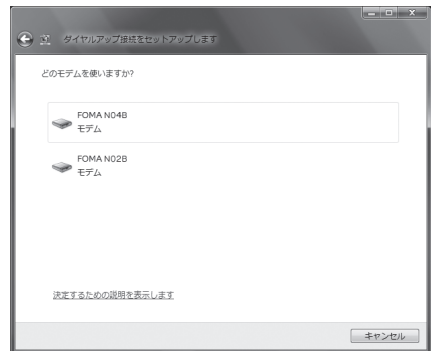 ダイヤルアップ接続をセットアップします
どのモデムを使いますか?
FOMA N04B
モデム
FOMA N02B
モデム
決定するための説明を表示します
キャンセル